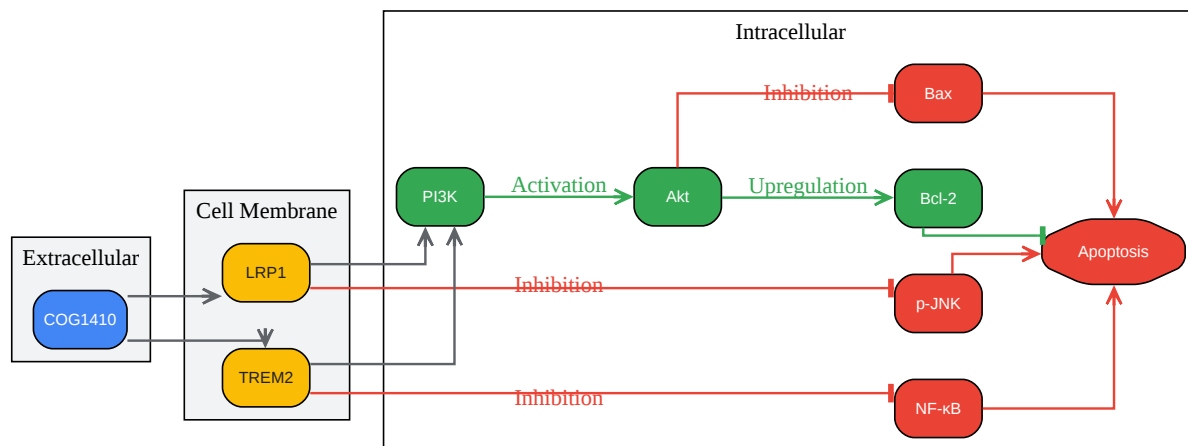 Intracellular
Inhibition
Bax
Cell Membrane
PI3K
Activation
Akt
Upregulation
Bcl-2
Extracellular
LRP1
Apoptosis
COG1410
Inhibition
p-JNK
TREM2
Inhibition
NF-κB